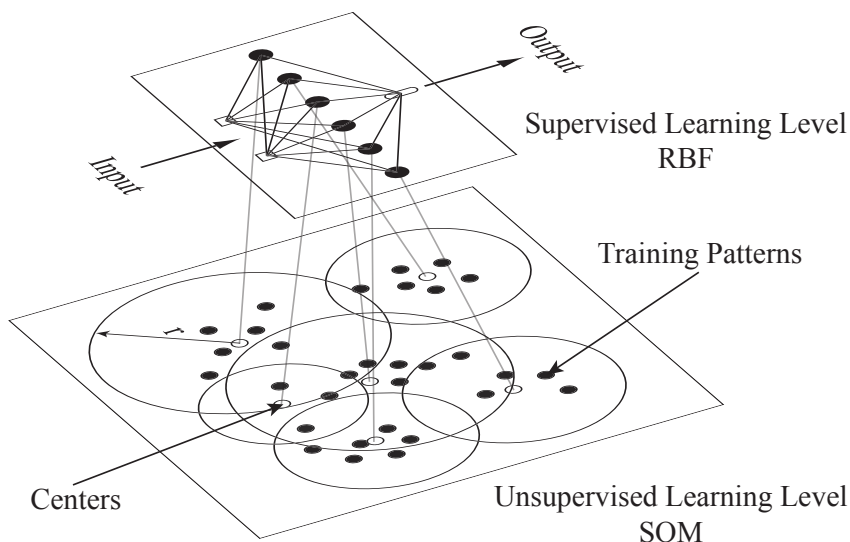 Output
Supervised Learning Level
RBF
Input
Training Patterns
r
Centers
Unsupervised Learning Level
SOM